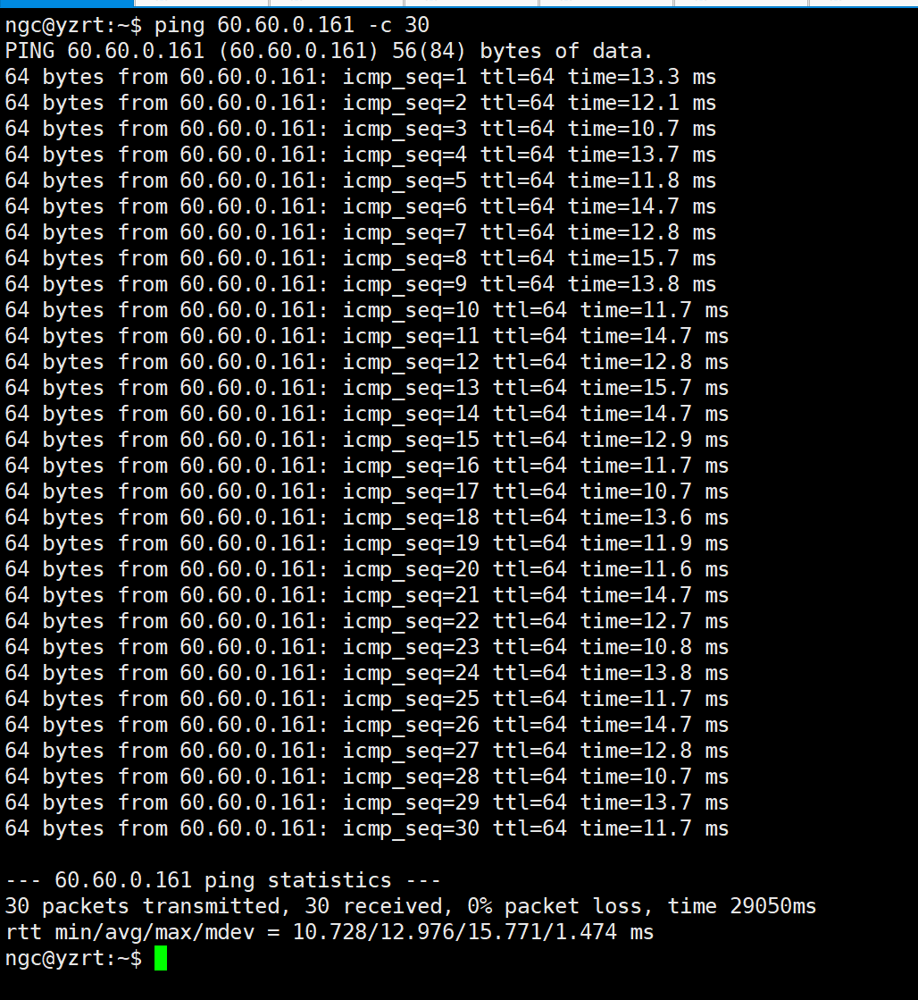 ngc@yzrt:~$ ping 60.60.0.161 -c 30
PING 60.60.0.161 (60.60.0.161) 56(84) bytes of data.
64 bytes from 60.60.0.161: icmp_seq=1 ttl=64 time=13.3 ms
64 bytes from 60.60.0.161: icmp_seq=2 ttl=64 time=12.1 ms
64 bytes from 60.60.0.161: icmp_seq=3 ttl=64 time=10.7 ms
64 bytes from 60.60.0.161: icmp_seq=4 ttl=64 time=13.7 ms
64 bytes from 60.60.0.161: icmp_seq=5 ttl=64 time=11.8 ms
64 bytes from 60.60.0.161: icmp_seq=6 ttl=64 time=14.7 ms
64 bytes from 60.60.0.161: icmp_seq=7 ttl=64 time=12.8 ms
64 bytes from 60.60.0.161: icmp_seq=8 ttl=64 time=15.7 ms
64 bytes from 60.60.0.161: icmp_seq=9 ttl=64 time=13.8 ms
64 bytes from 60.60.0.161: icmp_seq=10 ttl=64 time=11.7 ms
64 bytes from 60.60.0.161: icmp_seq=11 ttl=64 time=14.7 ms
64 bytes from 60.60.0.161: icmp_seq=12 ttl=64 time=12.8 ms
64 bytes from 60.60.0.161: icmp_seq=13 ttl=64 time=15.7 ms
64 bytes from 60.60.0.161: icmp_seq=14 ttl=64 time=14.7 ms
64 bytes from 60.60.0.161: icmp_seq=15 ttl=64 time=12.9 ms
64 bytes from 60.60.0.161: icmp_seq=16 ttl=64 time=11.7 ms
64 bytes from 60.60.0.161: icmp_seq=17 ttl=64 time=10.7 ms
64 bytes from 60.60.0.161: icmp_seq=18 ttl=64 time=13.6 ms
64 bytes from 60.60.0.161: icmp_seq=19 ttl=64 time=11.9 ms
64 bytes from 60.60.0.161: icmp_seq=20 ttl=64 time=11.6 ms
64 bytes from 60.60.0.161: icmp_seq=21 ttl=64 time=14.7 ms
64 bytes from 60.60.0.161: icmp_seq=22 ttl=64 time=12.7 ms
64 bytes from 60.60.0.161: icmp_seq=23 ttl=64 time=10.8 ms
64 bytes from 60.60.0.161: icmp_seq=24 ttl=64 time=13.8 ms
64 bytes from 60.60.0.161: icmp_seq=25 ttl=64 time=11.7 ms
64 bytes from 60.60.0.161: icmp_seq=26 ttl=64 time=14.7 ms
64 bytes from 60.60.0.161: icmp_seq=27 ttl=64 time=12.8 ms
64 bytes from 60.60.0.161: icmp_seq=28 ttl=64 time=10.7 ms
64 bytes from 60.60.0.161: icmp_seq=29 ttl=64 time=13.7 ms
64 bytes from 60.60.0.161: icmp_seq=30 ttl=64 time=11.7 ms
--- 60.60.0.161 ping statistics ---
30 packets transmitted, 30 received, 0% packet loss, time 29050ms
rtt min/avg/max/mdev = 10.728/12.976/15.771/1.474 ms
ngc@yzrt:~$